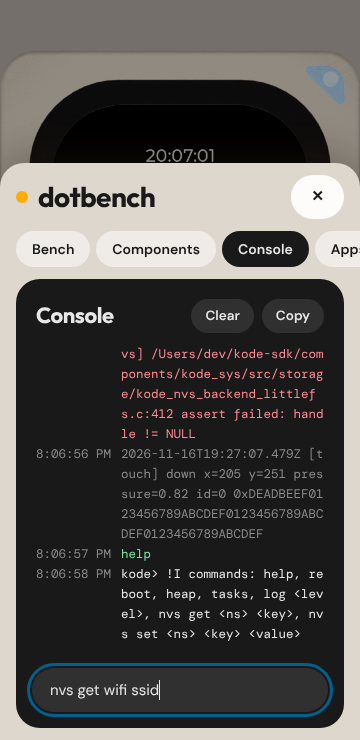 20:07:01
dotbench
×
Bench Components Console Apps
Console Clear Copy
vs] /Users/dev/kode-sdk/com
ponents/kode_sys/src/storag
e/kode_nvs_backend_littlef
s.c:412 assert failed: hand
le != NULL
8:06:56 PM 2026-11-16T19:27:07.479Z [t
ouch] down x=205 y=251 pres
sure=0.82 id=0 0xDEADBEEF01
23456789ABCDEF0123456789ABC
DEF0123456789ABCDEF
8:06:57 PM help
8:06:58 PM kode> !I commands: help, re
boot, heap, tasks, log <lev
el>, nvs get <ns> <key>, nv
s set <ns> <key> <value>
nvs get wifi ssid